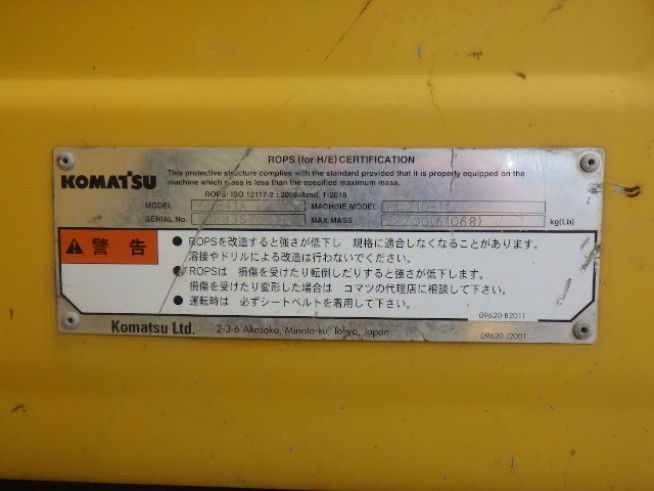 ROPS (for H/E) CERTIFICATION
KOMATSU
This protective structure complies with the standard provided that it is properly equipped on the
machine which mass is less than the specified maximum mass.
ROPS: ISO 12117-2 : 2008/Amd. 1:2016
MODEL MACHINE MODEL
SERIAL No. MAX.MASS (61068) kg(Lb)
警告
● ROPSを改造すると強さが低下し 規格に適合しなくなることがあります。
溶接やドリルによる改造は行わないでください。
● ROPSは 損傷を受けたり転倒しだりすると強さが低下します。
損傷を受けたり変形した場合は コマツの代理店に相談して下さい。
● 運転時は 必ずシートベルトを着用して下さい。
09620-B2011
Komatsu Ltd. 2-3-6 Akasaka, Minato-ku, Tokyo, Japan
09620-/2001